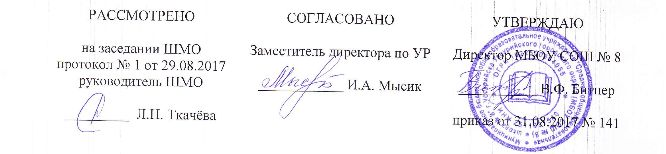 РАССМОТРЕНО
на заседании ШМО
протокол № 1 от 29.08.2017
руководитель ШМО
Л.П. Ткачёва
СОГЛАСОВАНО
Заместитель директора по УР
И.А. Мысик
УТВЕРЖДАЮ
Директор МБОУ СОШ № 8
В.Ф. Битнер
приказ от 31.08.2017 № 141